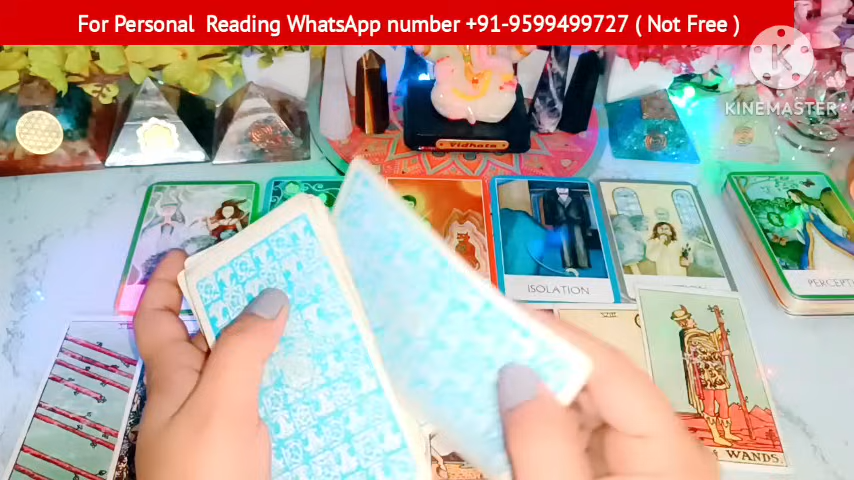 For Personal Reading WhatsApp number +91-9599499727 ( Not Free )
KINEMASTER
Vidhata
ISOLATION
WANDS.